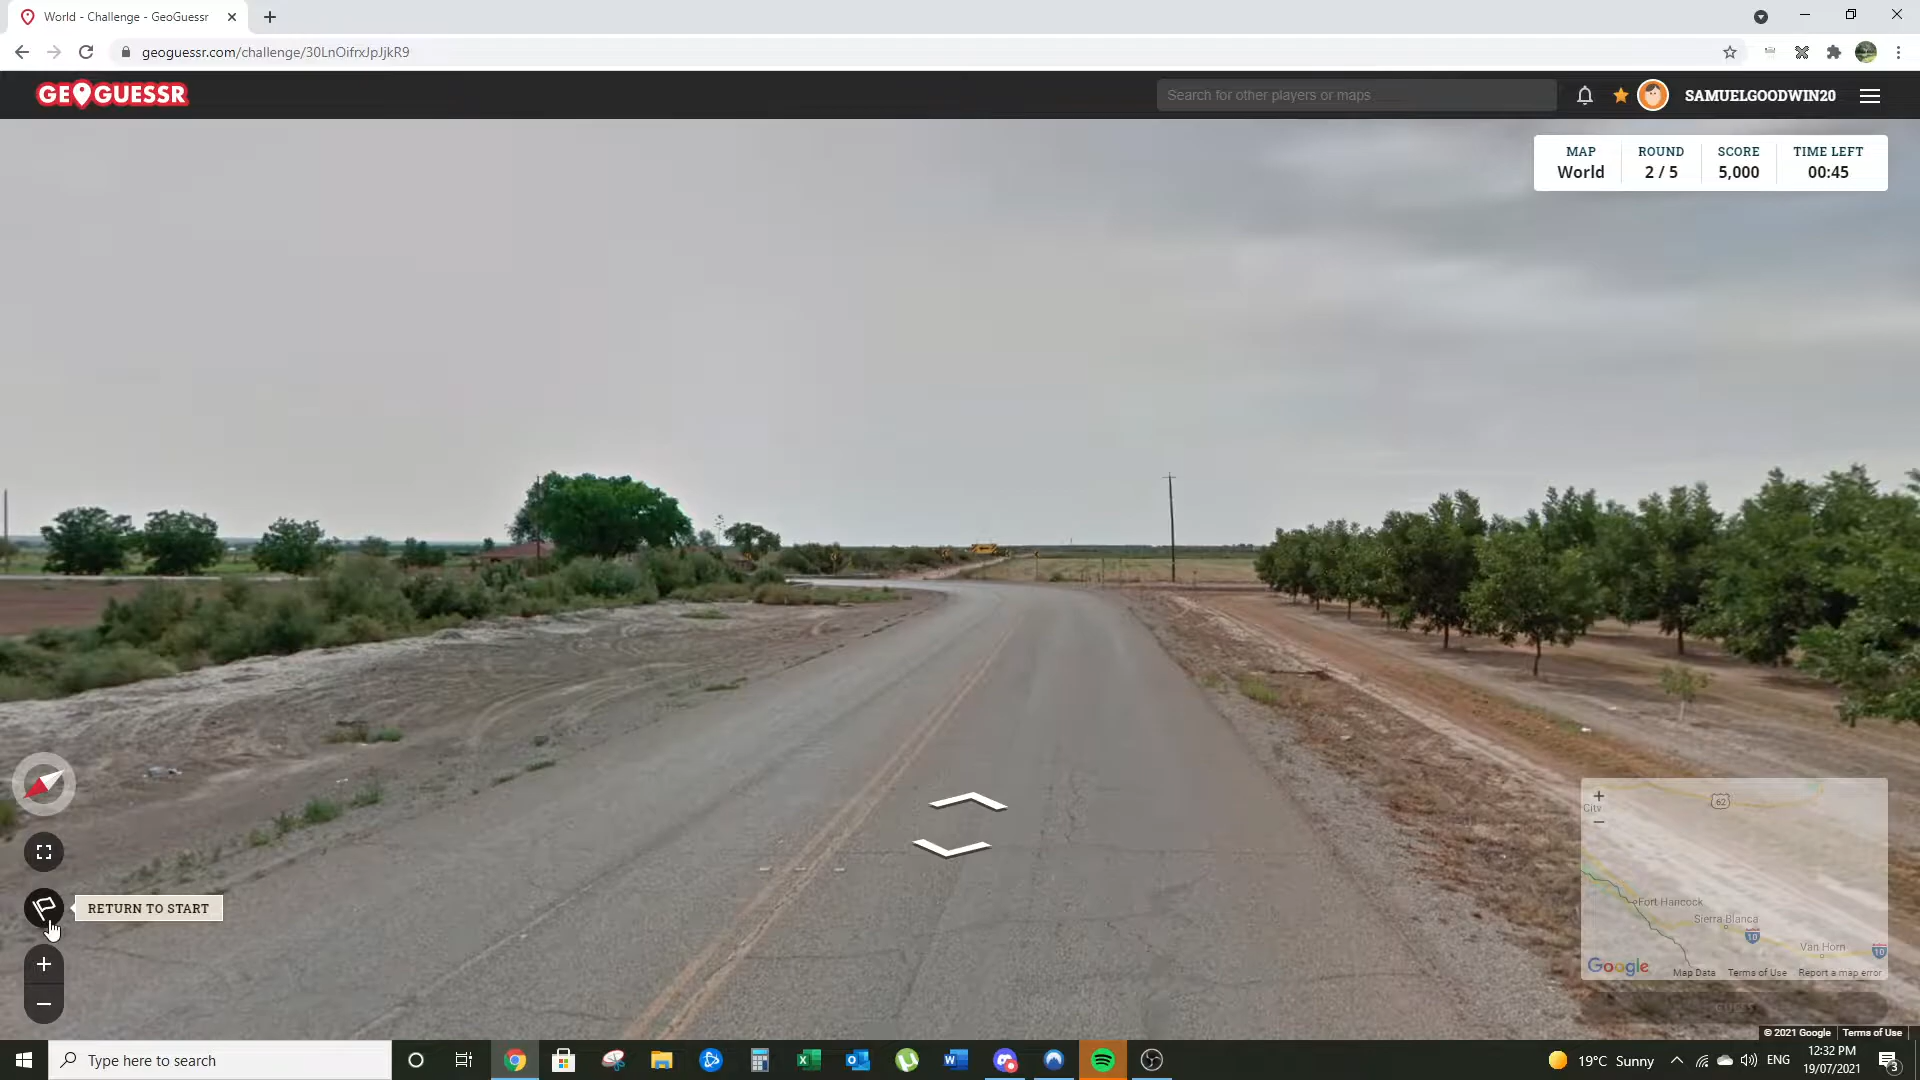 World - Challenge - GeoGuessr
geoguessr.com/challenge/30LnOifrxJpJjkR9
GEOGUESSR
Search for other players or maps
SAMUELGOODWIN20
MAP ROUND SCORE TIME LEFT
World 2 / 5 5,000 00:45
City
62
Fort Hancock
Sierra Blanca
10
Van Horn
10
Google
Map Data Terms of Use Report a map error
RETURN TO START
GUESS
© 2021 Google Terms of Use
Type here to search
19°C Sunny
ENG
12:32 PM
19/07/2021
3